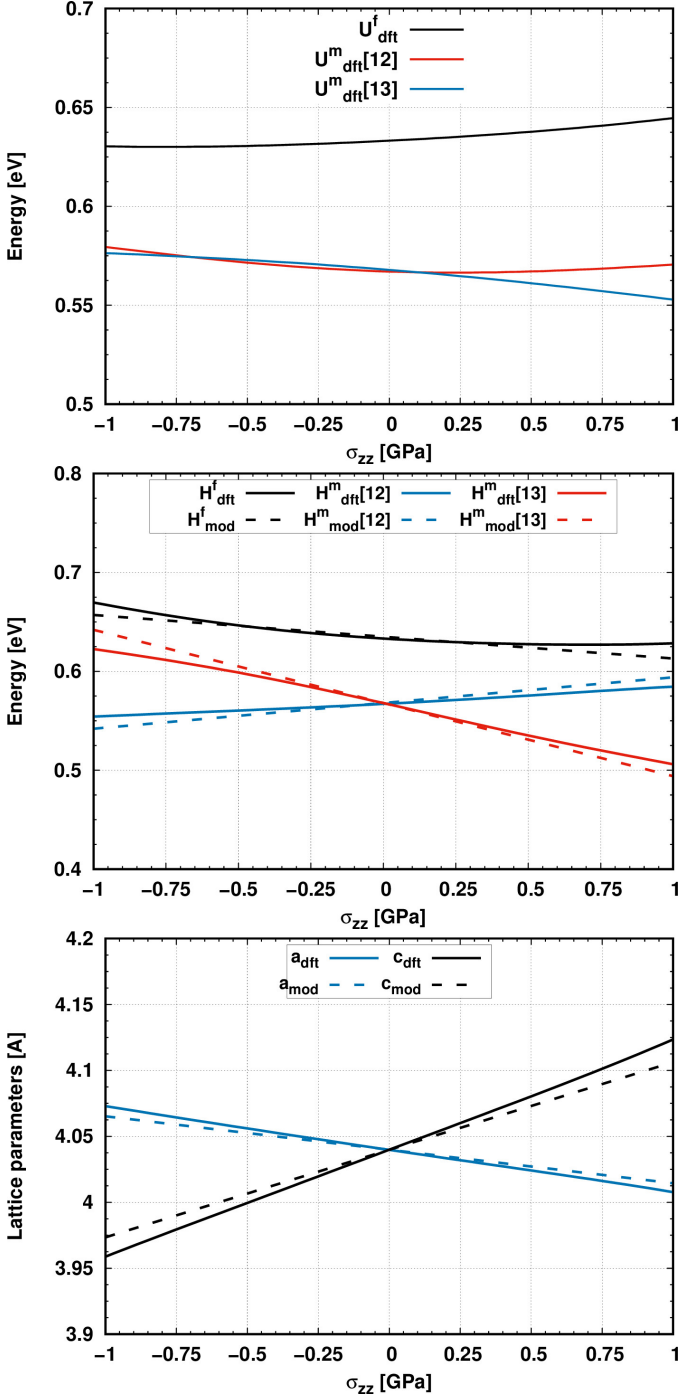 0.7
0.65
0.6
0.55
0.5
Energy [eV]
U^f_dft
U^m_dft[12]
U^m_dft[13]
−1 −0.75 −0.5 −0.25 0 0.25 0.5 0.75 1
σzz [GPa]
0.8
0.7
0.6
0.5
0.4
Energy [eV]
H^f_dft H^m_dft[12] H^m_dft[13]
H^f_mod H^m_mod[12] H^m_mod[13]
−1 −0.75 −0.5 −0.25 0 0.25 0.5 0.75 1
σzz [GPa]
4.2
4.15
4.1
4.05
4
3.95
3.9
Lattice parameters [A]
a_dft c_dft
a_mod c_mod
−1 −0.75 −0.5 −0.25 0 0.25 0.5 0.75 1
σzz [GPa]